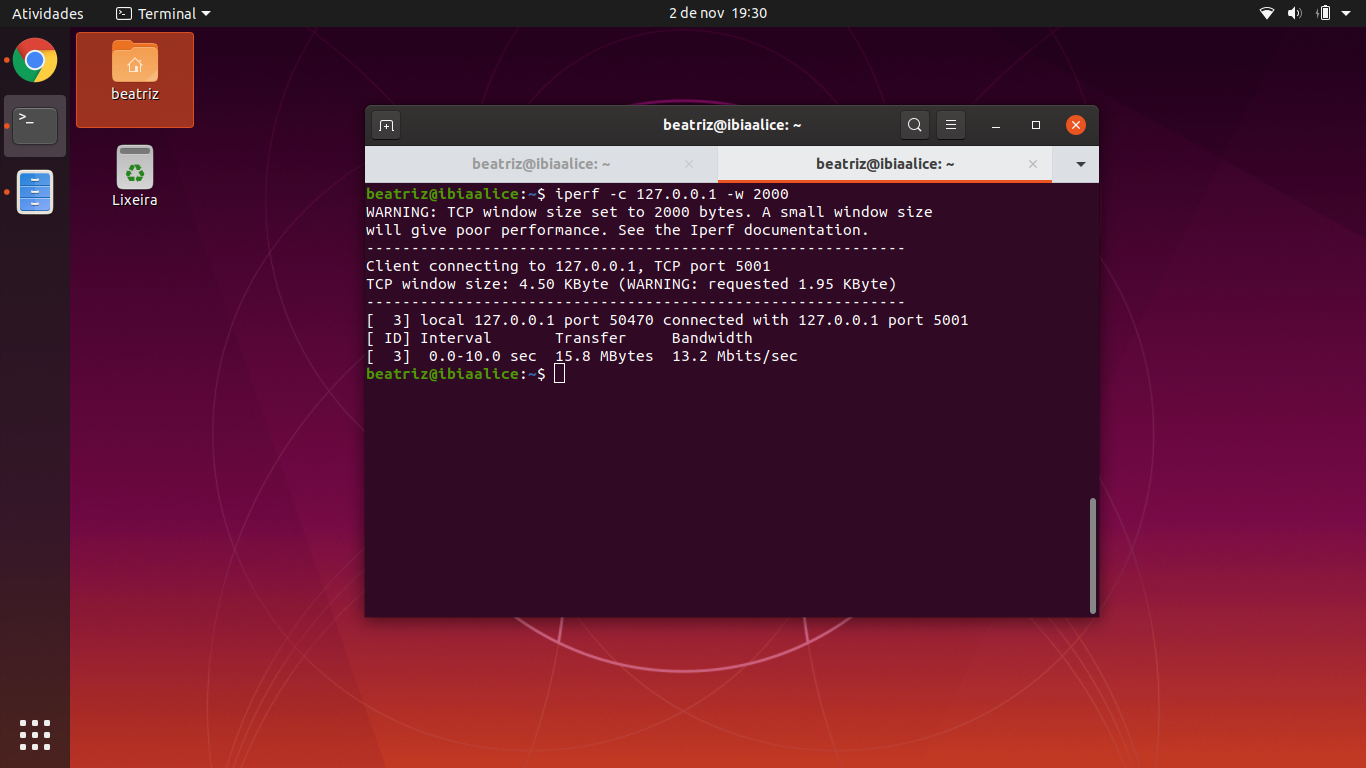 Atividades
Terminal
2 de nov 19:30
beatriz
Lixeira
beatriz@ibiaalice: ~
beatriz@ibiaalice: ~
beatriz@ibiaalice: ~
beatriz@ibiaalice:~$ iperf -c 127.0.0.1 -w 2000
WARNING: TCP window size set to 2000 bytes. A small window size
will give poor performance. See the Iperf documentation.
------------------------------------------------------------
Client connecting to 127.0.0.1, TCP port 5001
TCP window size: 4.50 KByte (WARNING: requested 1.95 KByte)
------------------------------------------------------------
[  3] local 127.0.0.1 port 50470 connected with 127.0.0.1 port 5001
[ ID] Interval       Transfer     Bandwidth
[  3]  0.0-10.0 sec  15.8 MBytes  13.2 Mbits/sec
beatriz@ibiaalice:~$